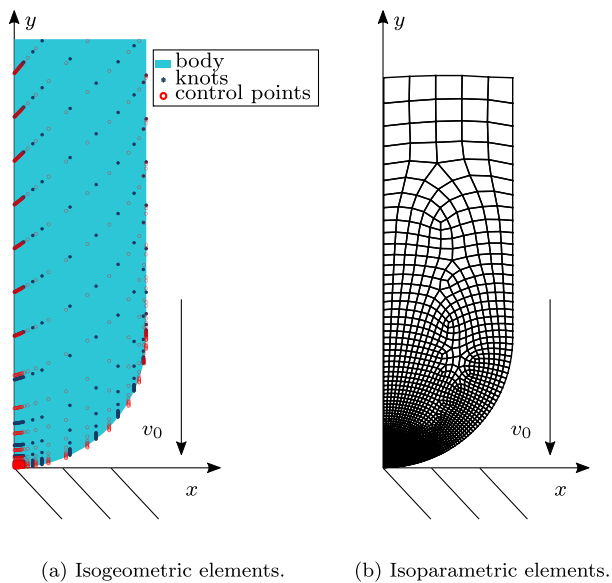 y
body
knots
control points
v₀
x
(a) Isogeometric elements.
y
v₀
x
(b) Isoparametric elements.